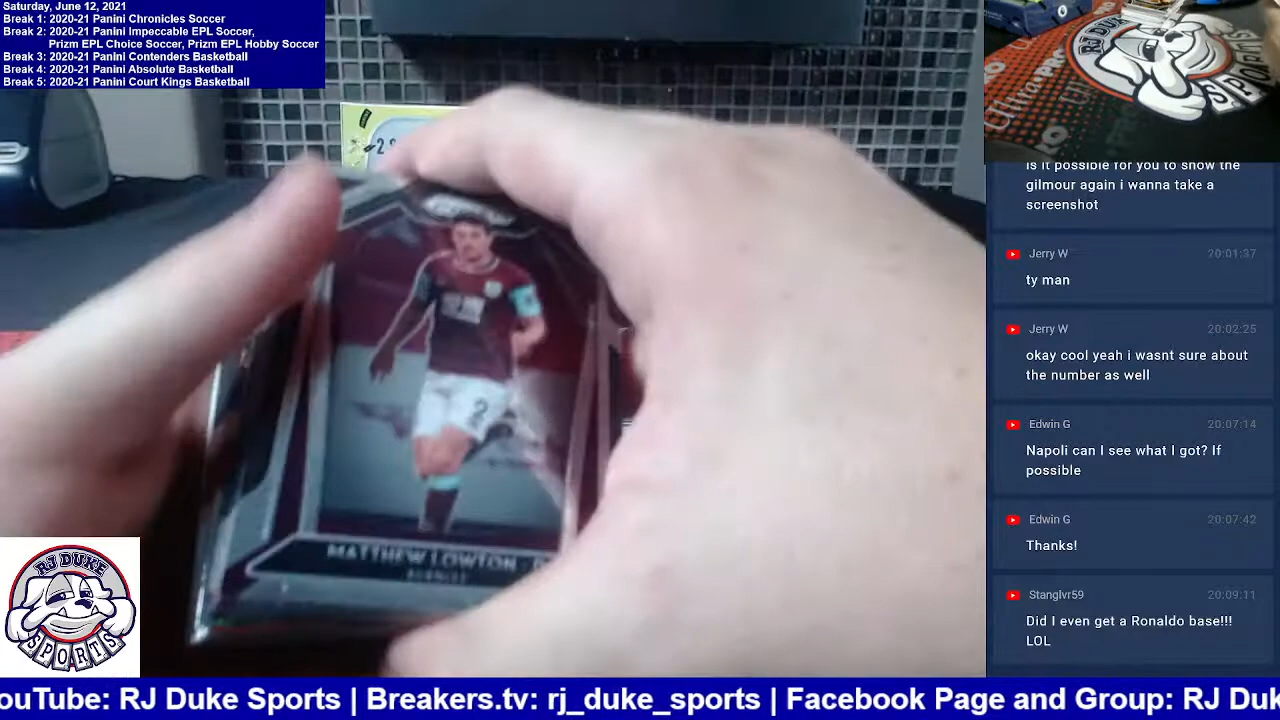 Saturday, June 12, 2021
Break 1: 2020-21 Panini Chronicles Soccer
Break 2: 2020-21 Panini Impeccable EPL Soccer,
Prizm EPL Choice Soccer, Prizm EPL Hobby Soccer
Break 3: 2020-21 Panini Contenders Basketball
Break 4: 2020-21 Panini Absolute Basketball
Break 5: 2020-21 Panini Court Kings Basketball
RJ DUKE
SPORTS
is it possible for you to show the
gilmour again i wanna take a
screenshot
Jerry W 20:01:37
ty man
Jerry W 20:02:25
okay cool yeah i wasnt sure about
the number as well
Edwin G 20:07:14
Napoli can I see what I got? If
possible
Edwin G 20:07:42
Thanks!
Stanglvr59 20:09:11
Did I even get a Ronaldo base!!!
LOL
2
MATTHEW LOWTON
BURNLEY
RJ DUKE
SPORTS
ouTube: RJ Duke Sports | Breakers.tv: rj_duke_sports | Facebook Page and Group: RJ Duk